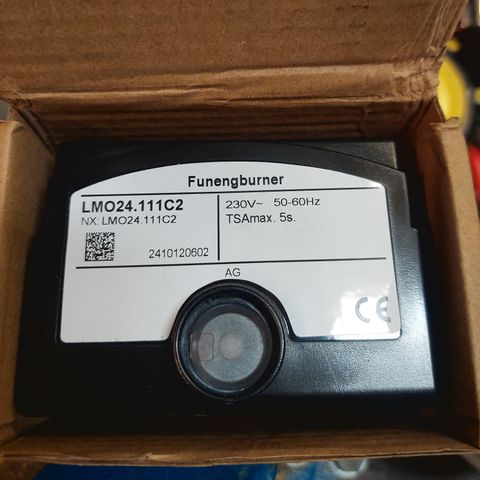 Funengburner
LMO24.111C2
NX: LMO24.111C2
2410120602
230V~ 50-60Hz
TSAmax. 5s.
AG
CE